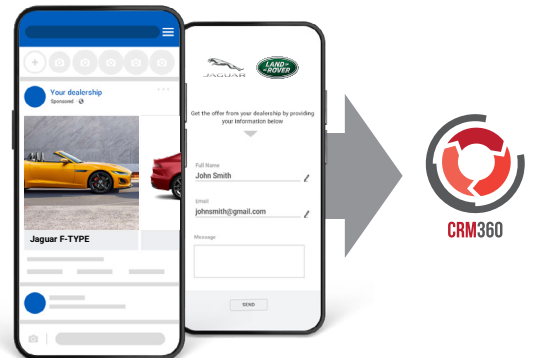 Your dealership
Sponsored
Jaguar F-TYPE
JAGUAR
LAND-
-ROVER
Get the offer from your dealership by providing
your information below
Full Name
John Smith
Email
johnsmith@gmail.com
Message
SEND
CRM360